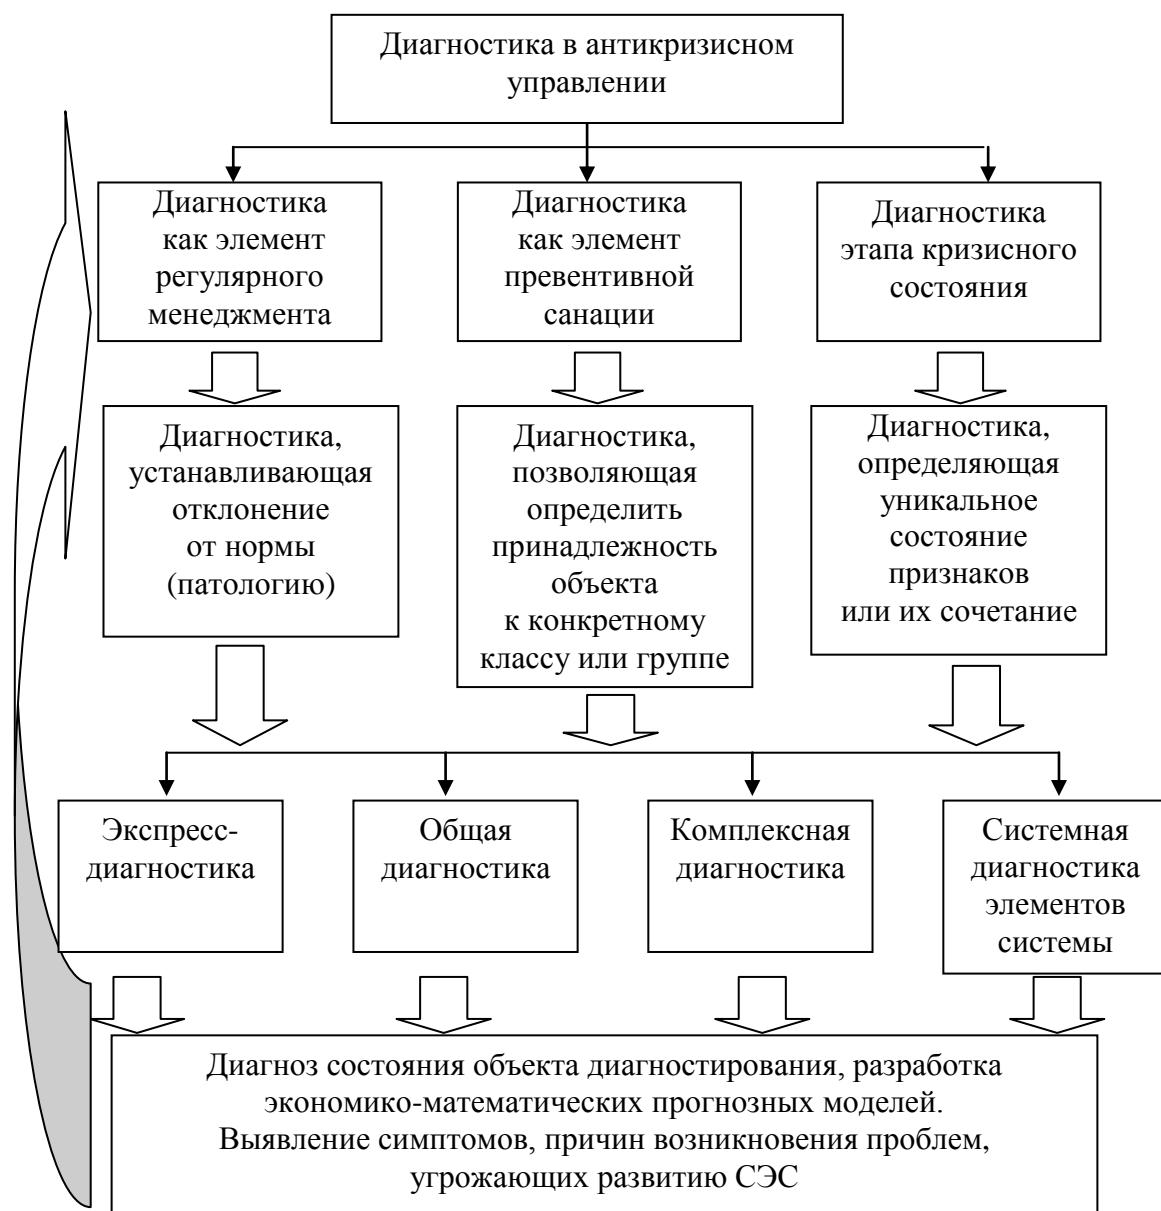 Диагностика в антикризисном
управлении
Диагностика
как элемент
регулярного
менеджмента
Диагностика
как элемент
превентивной
санации
Диагностика
этапа кризисного
состояния
Диагностика,
устанавливающая
отклонение
от нормы
(патологию)
Диагностика,
позволяющая
определить
принадлежность
объекта
к конкретному
классу или группе
Диагностика,
определяющая
уникальное
состояние
признаков
или их сочетание
Экспресс-
диагностика
Общая
диагностика
Комплексная
диагностика
Системная
диагностика
элементов
системы
Диагноз состояния объекта диагностирования, разработка
экономико-математических прогнозных моделей.
Выявление симптомов, причин возникновения проблем,
угрожающих развитию СЭС